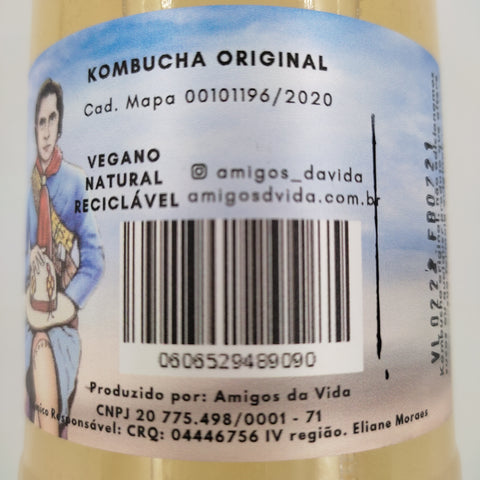 KOMBUCHA ORIGINAL
Cad. Mapa 00101196/2020
VEGANO
NATURAL
RECICLÁVEL
amigos_davida
amigosdvida.com.br
0606529489090
Produzido por: Amigos da Vida
CNPJ 20 775.498/0001 - 71
Responsável: CRQ: 04446756 IV região. Eliane Moraes